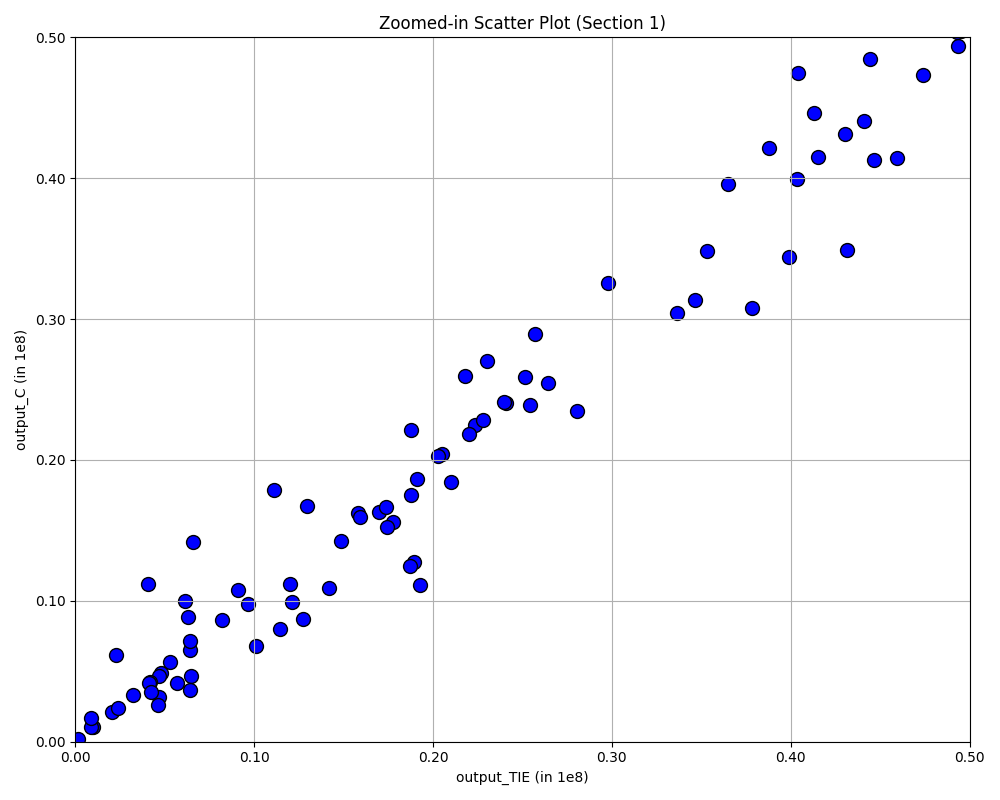 Zoomed-in Scatter Plot (Section 1)
output_C (in 1e8)
0.50
0.40
0.30
0.20
0.10
0.00
0.00 0.10 0.20 0.30 0.40 0.50
output_TIE (in 1e8)